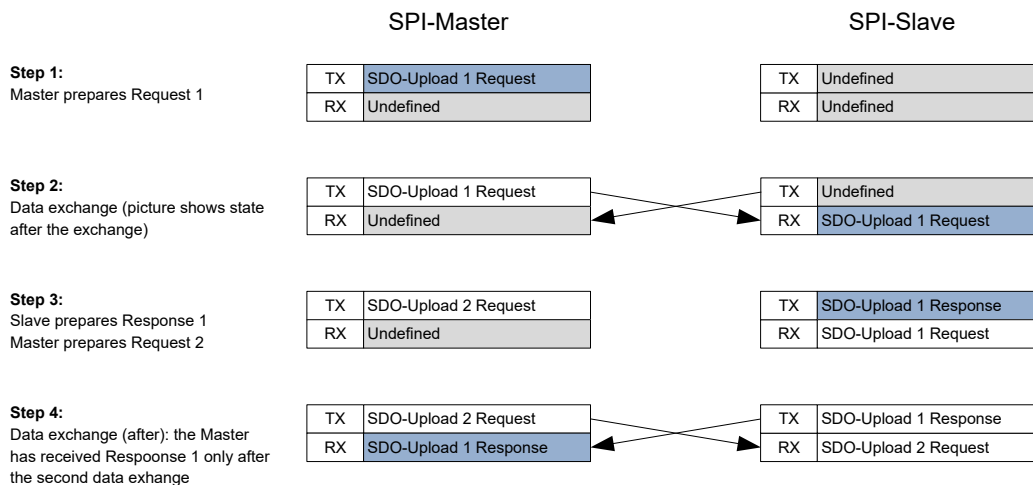 SPI-Master SPI-Slave
Step 1:
Master prepares Request 1
TX SDO-Upload 1 Request
RX Undefined
TX Undefined
RX Undefined
Step 2:
Data exchange (picture shows state
after the exchange)
TX SDO-Upload 1 Request
RX Undefined
TX Undefined
RX SDO-Upload 1 Request
Step 3:
Slave prepares Response 1
Master prepares Request 2
TX SDO-Upload 2 Request
RX Undefined
TX SDO-Upload 1 Response
RX SDO-Upload 1 Request
Step 4:
Data exchange (after): the Master
has received Respoonse 1 only after
the second data exhange
TX SDO-Upload 2 Request
RX SDO-Upload 1 Response
TX SDO-Upload 1 Response
RX SDO-Upload 2 Request